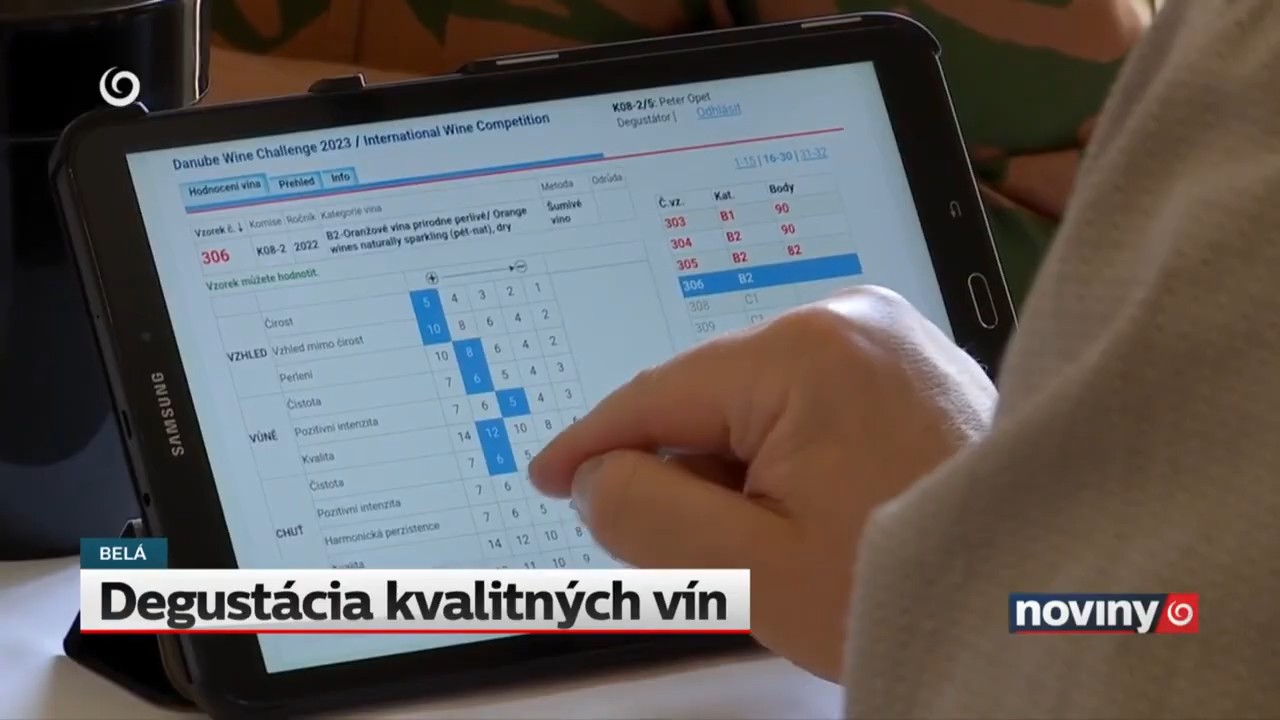 Danube Wine Challenge 2023 / International Wine Competition
K08-2/5: Peter Opet
Degustátor | Odhlásit
Hodnocení vína Přehled Info
1-15 | 16-30 | 31-32
Vzorek č. ↓ Komise Ročník Kategorie vína Metoda Odrůda
306 K08-2 2022 B2-Oranžové vína prírodne perlivé/ Orange
wines naturally sparkling (pét-nat), dry
Šumivé
víno
Vzorek můžete hodnotit.
Č.vz. Kat. Body
303 B1 90
304 B2 90
305 B2 82
306 B2
308 C1
309
VZHLED
Čirost 5 4 3 2 1
Vzhled mimo čirost 10 8 6 4 2
Perlení 10 8 6 4 2
VŮNĚ
Čistota 7 6 5 4 3
Pozitivní intenzita 7 6 5 4 3
Kvalita 14 12 10 8 6
CHUŤ
Čistota 7 6 5
Pozitivní intenzita 7 6
Harmonická perzistence 7 6 5
14 12 10 8
11 10 9
SAMSUNG
BELÁ
Degustácia kvalitných vín
noviny